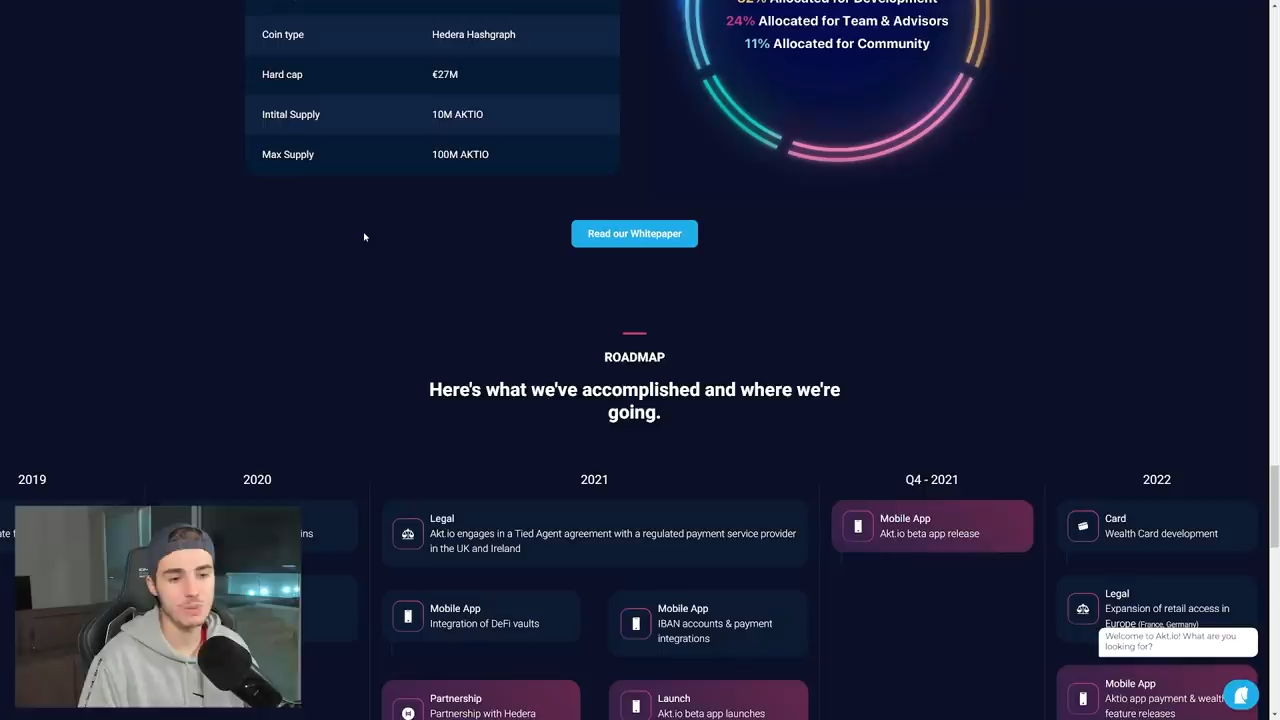 32% Allocated for Development
24% Allocated for Team & Advisors
11% Allocated for Community
Coin type Hedera Hashgraph
Hard cap €27M
Intital Supply 10M AKTIO
Max Supply 100M AKTIO
Read our Whitepaper
ROADMAP
Here's what we've accomplished and where we're
going.
2019
2020
2021
Q4 - 2021
2022
Legal
Akt.io engages in a Tied Agent agreement with a regulated payment service provider
in the UK and Ireland
Mobile App
Integration of DeFi vaults
Mobile App
IBAN accounts & payment
integrations
Partnership
Partnership with Hedera
Launch
Akt.io beta app launches
Mobile App
Akt.io beta app release
Card
Wealth Card development
Legal
Expansion of retail access in
Europe (France, Germany)
Welcome to Akt.io! What are you
looking for?
Mobile App
Aktio app payment & wealth
feature releases